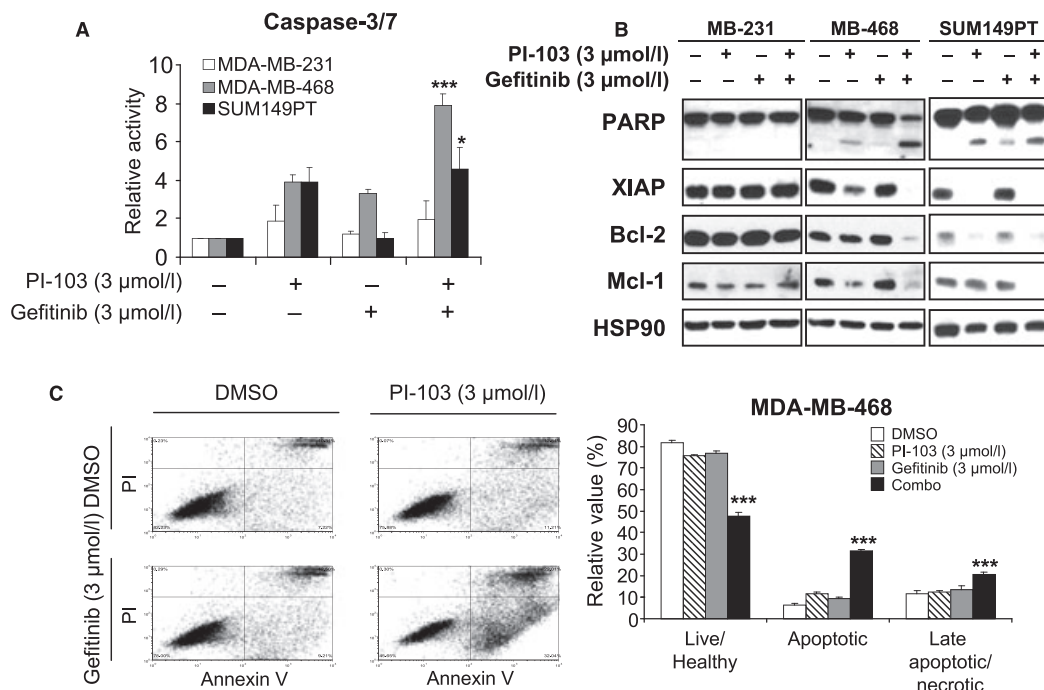 A
Caspase-3/7
MDA-MB-231
MDA-MB-468
SUM149PT
Relative activity
10
8
6
4
2
0
***
*
PI-103 (3 µmol/l) – + – +
Gefitinib (3 µmol/l) – – + +
B
MB-231 MB-468 SUM149PT
PI-103 (3 µmol/l) – + – + – + – + – + – +
Gefitinib (3 µmol/l) – – + + – – + + – – + +
PARP
XIAP
Bcl-2
Mcl-1
HSP90
C
DMSO PI-103 (3 µmol/l)
Gefitinib (3 µmol/l) DMSO
PI
PI
Annexin V Annexin V
MDA-MB-468
DMSO
PI-103 (3 µmol/l)
Gefitinib (3 µmol/l)
Combo
Relative value (%)
90
80
70
60
50
40
30
20
10
0
***
***
***
Live/ Apoptotic Late
Healthy apoptotic/
necrotic